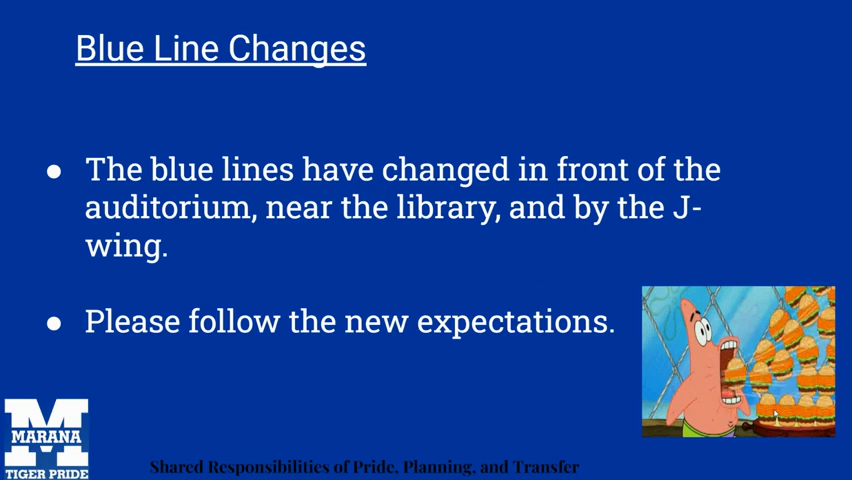 Blue Line Changes
● The blue lines have changed in front of the
auditorium, near the library, and by the J-
wing.
● Please follow the new expectations.
M
MARANA
TIGER PRIDE
Shared Responsibilities of Pride, Planning, and Transfer